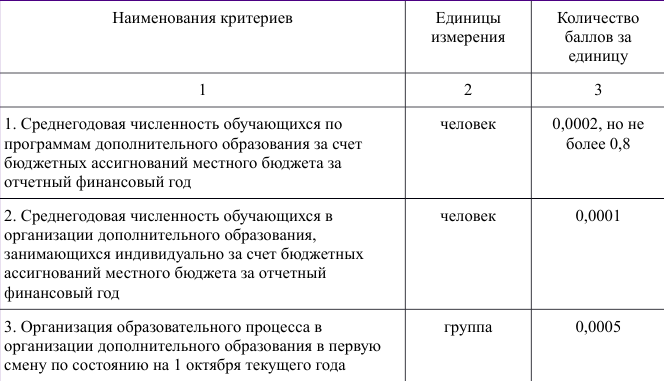 Наименования критериев
Единицы
измерения
Количество
баллов за
единицу
1
2
3
1. Среднегодовая численность обучающихся по
программам дополнительного образования за счет
бюджетных ассигнований местного бюджета за
отчетный финансовый год
человек
0,0002, но не
более 0,8
2. Среднегодовая численность обучающихся в
организации дополнительного образования,
занимающихся индивидуально за счет бюджетных
ассигнований местного бюджета за отчетный
финансовый год
человек
0,0001
3. Организация образовательного процесса в
организации дополнительного образования в первую
смену по состоянию на 1 октября текущего года
группа
0,0005